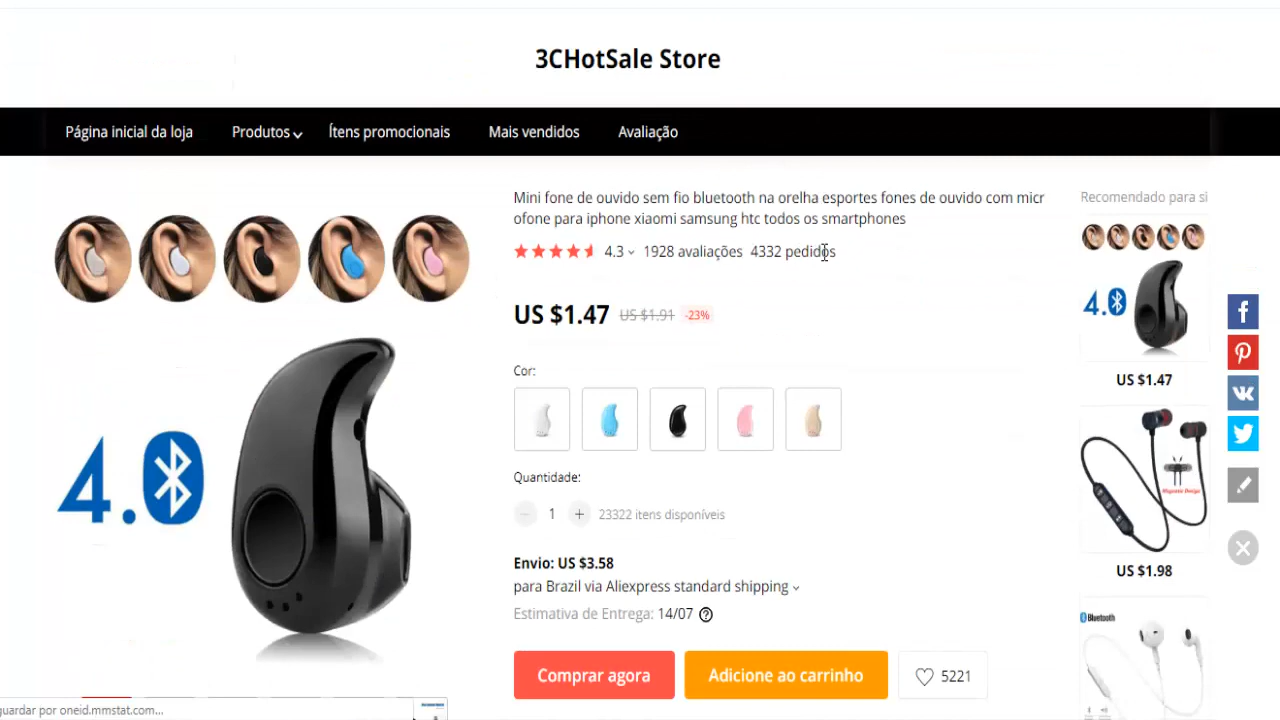 3CHotSale Store
Página inicial da loja Produtos Ítens promocionais Mais vendidos Avaliação
Mini fone de ouvido sem fio bluetooth na orelha esportes fones de ouvido com micr
ofone para iphone xiaomi samsung htc todos os smartphones
4.3 1928 avaliações 4332 pedidos
US $1.47 US $1.91 -23%
Cor:
Quantidade:
1 + 23322 itens disponíveis
Envio: US $3.58
para Brazil via Aliexpress standard shipping
Estimativa de Entrega: 14/07 ?
Comprar agora Adicione ao carrinho 5221
4.0
Recomendado para si
4.0
US $1.47
Magnetic Design
US $1.98
Bluetooth
guardar por oneid.mmstat.com...